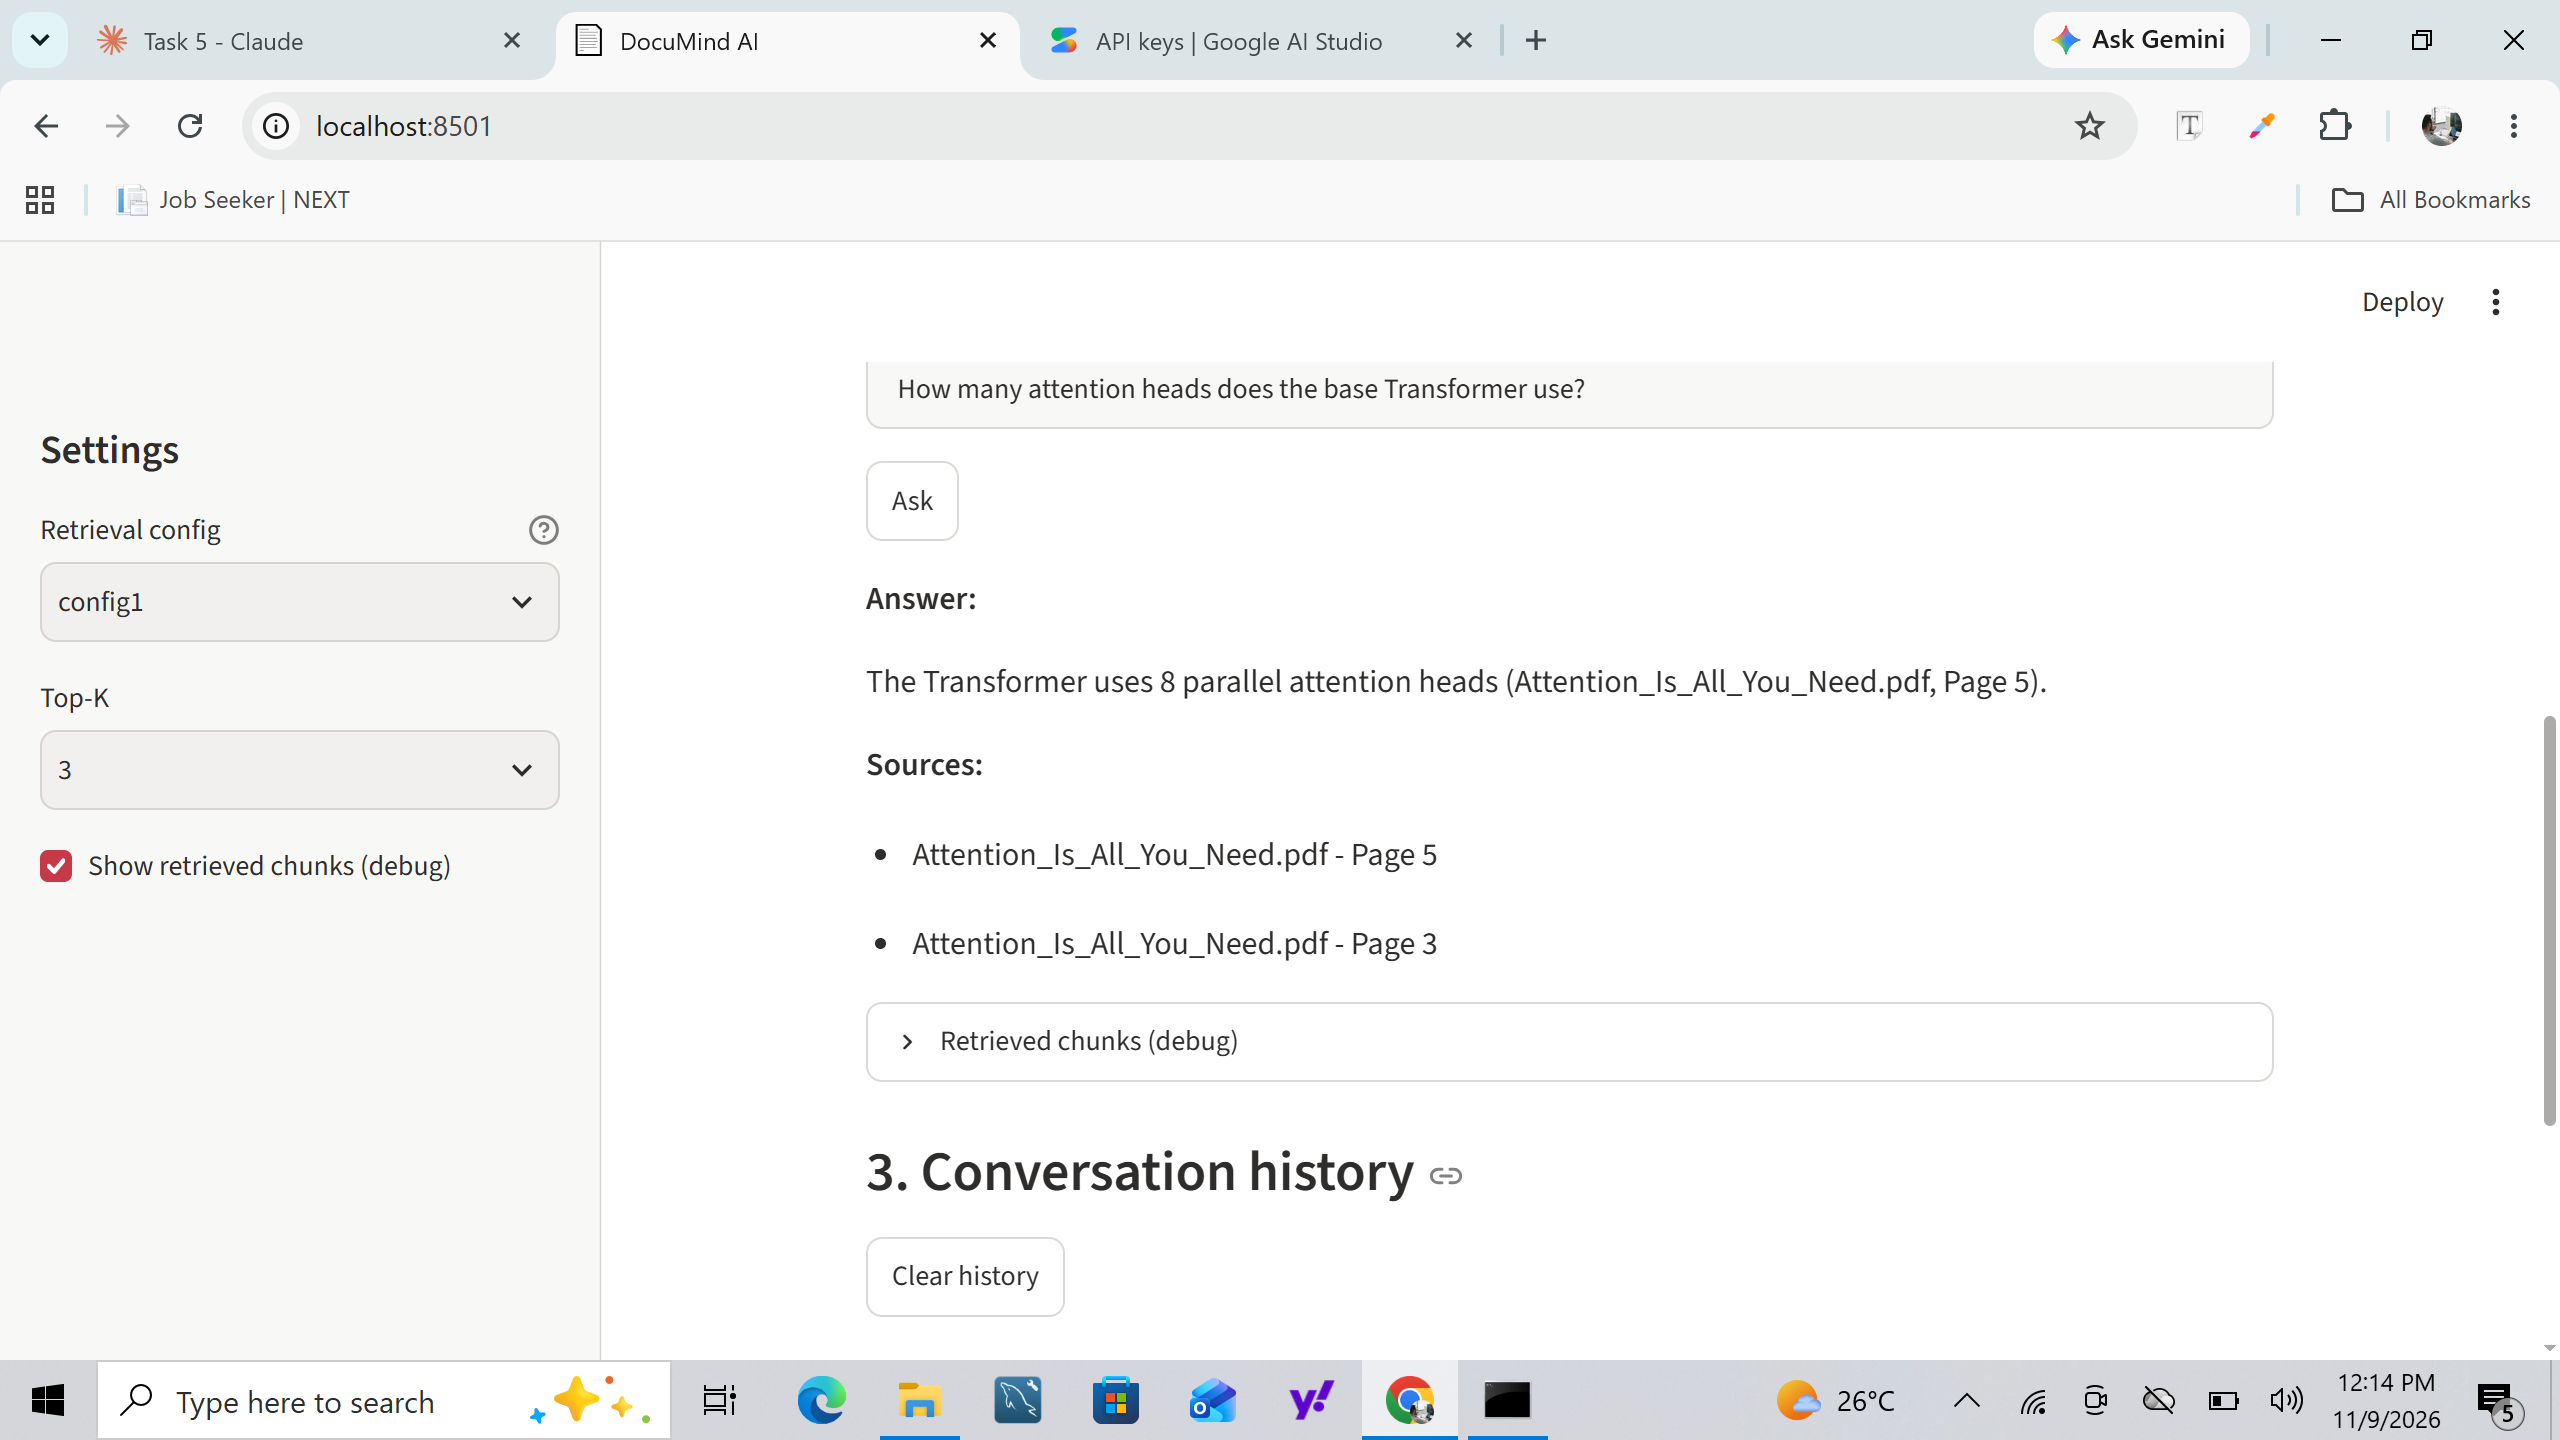 Task 5 - Claude
DocuMind AI
API keys | Google AI Studio
Ask Gemini
localhost:8501
Job Seeker | NEXT
All Bookmarks
Deploy
Settings
Retrieval config
config1
Top-K
3
Show retrieved chunks (debug)
How many attention heads does the base Transformer use?
Ask
Answer:
The Transformer uses 8 parallel attention heads (Attention_Is_All_You_Need.pdf, Page 5).
Sources:
Attention_Is_All_You_Need.pdf - Page 5
Attention_Is_All_You_Need.pdf - Page 3
Retrieved chunks (debug)
3. Conversation history
Clear history
Type here to search
26°C
12:14 PM
11/9/2026
5